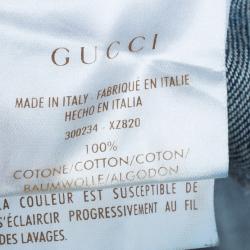 GUCCI
MADE IN ITALY - FABRIQUÉ EN ITALIE
HECHO EN ITALIA
300234 - XZ820
100%
COTONE/COTTON/COTON/
BAUMWOLLE/ALGODON
LA COULEUR EST SUSCEPTIBLE DE
S'ÉCLAIRCIR PROGRESSIVEMENT AU FIL
DES LAVAGES.